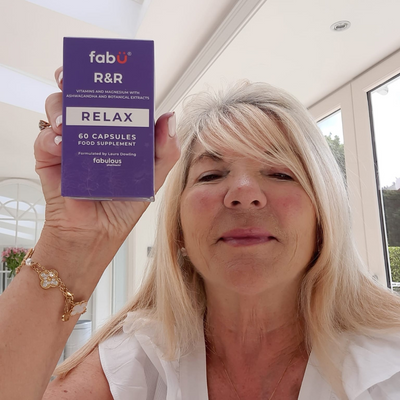 fabÜ®
R&R
VITAMINS AND MAGNESIUM WITH
ASHWAGANDHA AND BOTANICAL EXTRACTS
RELAX
60 CAPSULES
FOOD SUPPLEMENT
Formulated by Laura Dowling
fabulous